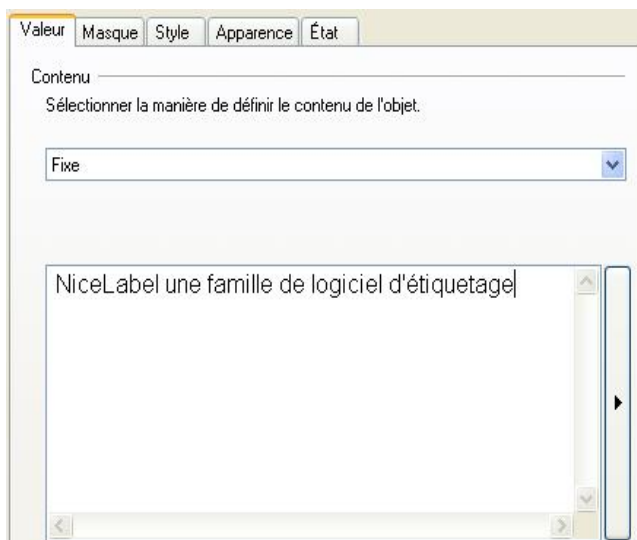 Valeur Masque Style Apparence État
Contenu
Sélectionner la manière de définir le contenu de l'objet.
Fixe
NiceLabel une famille de logiciel d'étiquetage